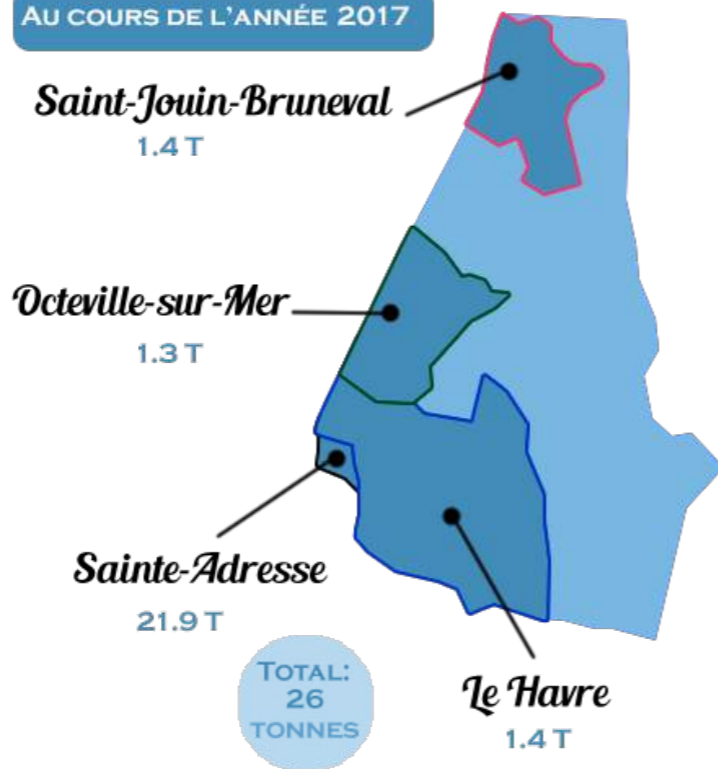 AU COURS DE L'ANNÉE 2017
Saint-Jouin-Bruneval
1.4 T
Octeville-sur-Mer
1.3 T
Sainte-Adresse
21.9 T
TOTAL:
26
TONNES
Le Havre
1.4 T